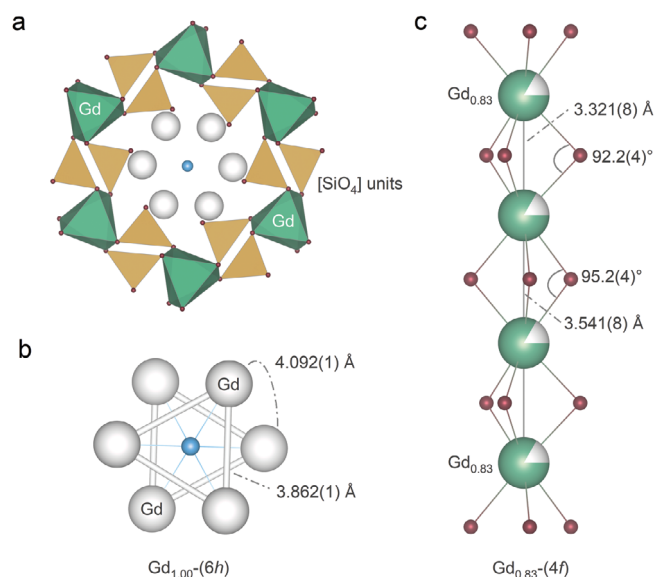 a
Gd
[SiO₄] units
Gd
b
4.092(1) Å
Gd
Gd
3.862(1) Å
Gd₁.₀₀-(6h)
c
Gd₀.₈₃
3.321(8) Å
92.2(4)°
95.2(4)°
3.541(8) Å
Gd₀.₈₃
Gd₀.₈₃-(4f)